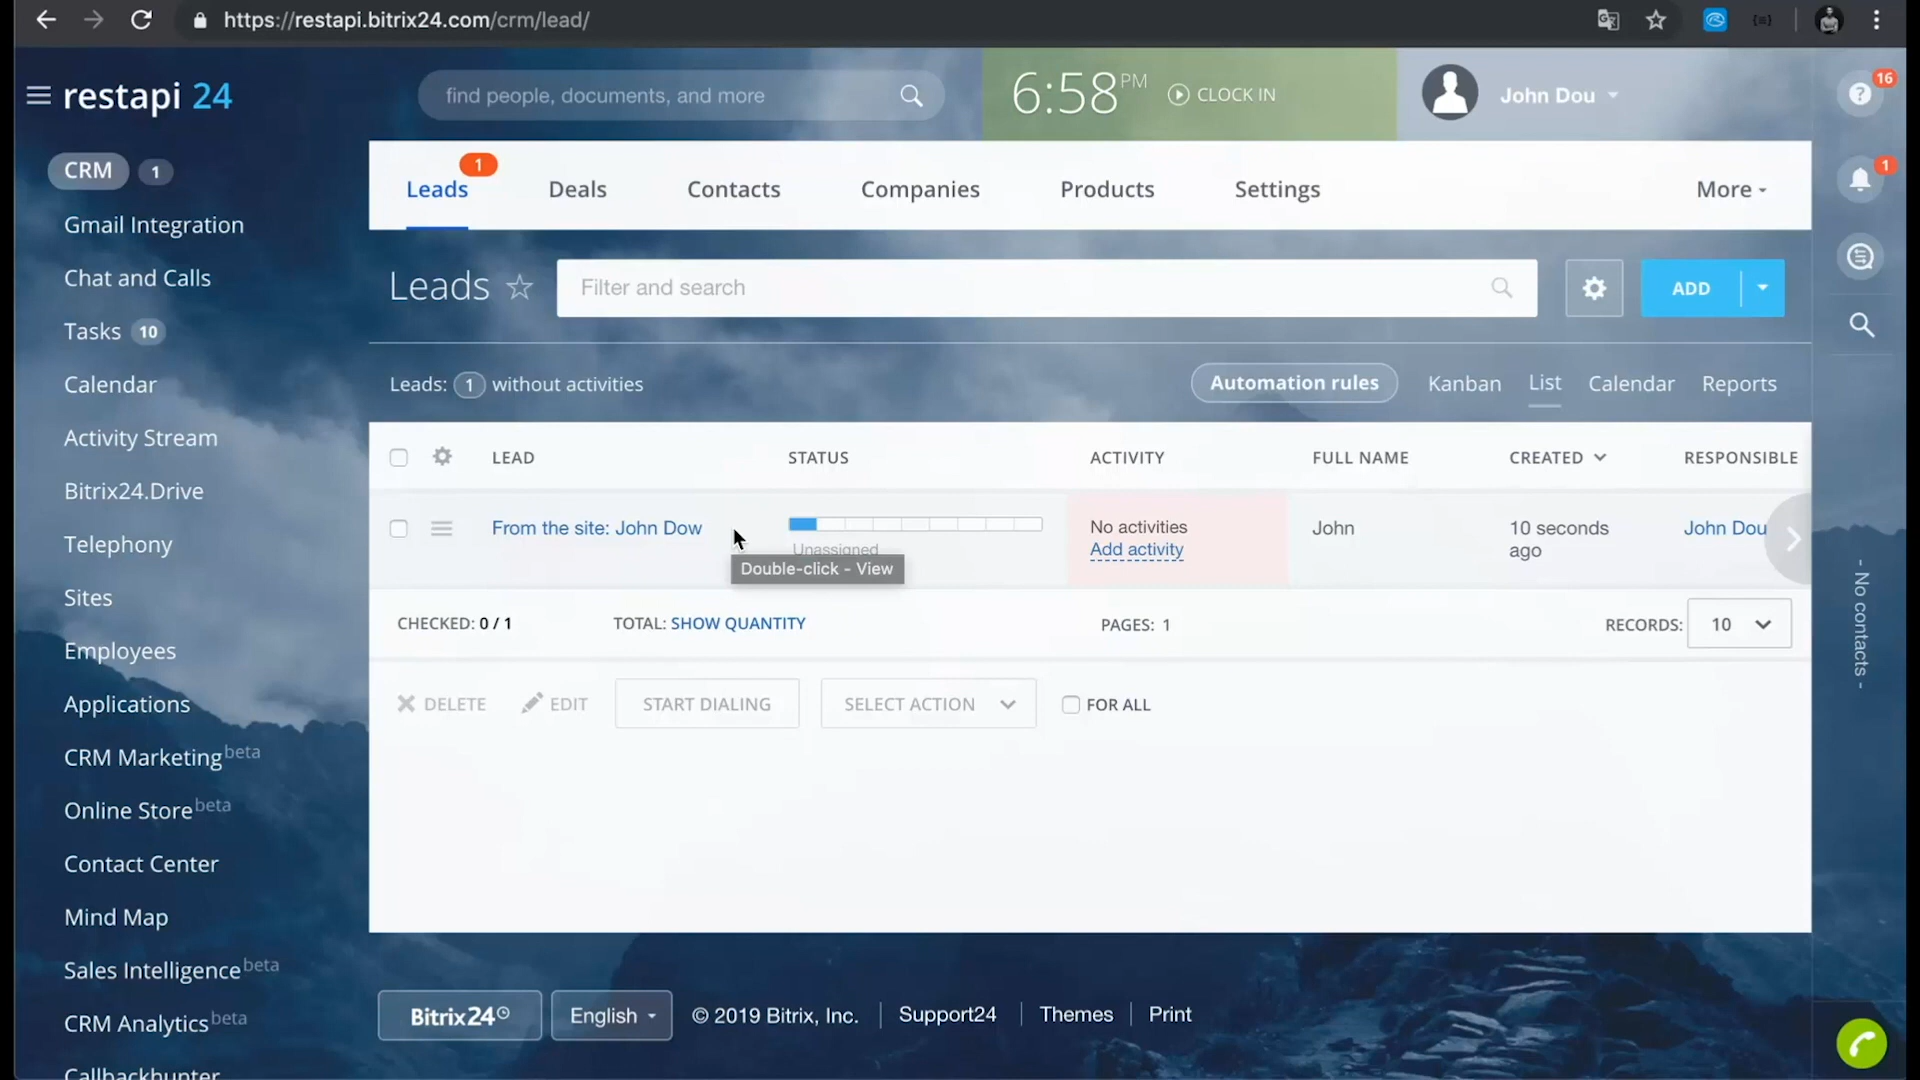 https://restapi.bitrix24.com/crm/lead/
restapi 24
find people, documents, and more
6:58 PM
CLOCK IN
John Dou
16
CRM 1
Gmail Integration
Chat and Calls
Tasks 10
Calendar
Activity Stream
Bitrix24.Drive
Telephony
Sites
Employees
Applications
CRM Marketing beta
Online Store beta
Contact Center
Mind Map
Sales Intelligence beta
CRM Analytics beta
Callbackhunter
1
Leads Deals Contacts Companies Products Settings More
1
Leads
Filter and search
ADD
Leads: 1 without activities
Automation rules Kanban List Calendar Reports
LEAD STATUS ACTIVITY FULL NAME CREATED RESPONSIBLE
From the site: John Dow
Unassigned
Double-click - View
No activities
Add activity
John
10 seconds
ago
John Dou
CHECKED: 0 / 1 TOTAL: SHOW QUANTITY PAGES: 1 RECORDS: 10
DELETE EDIT START DIALING SELECT ACTION FOR ALL
- No contacts -
Bitrix24 English © 2019 Bitrix, Inc. Support24 Themes Print